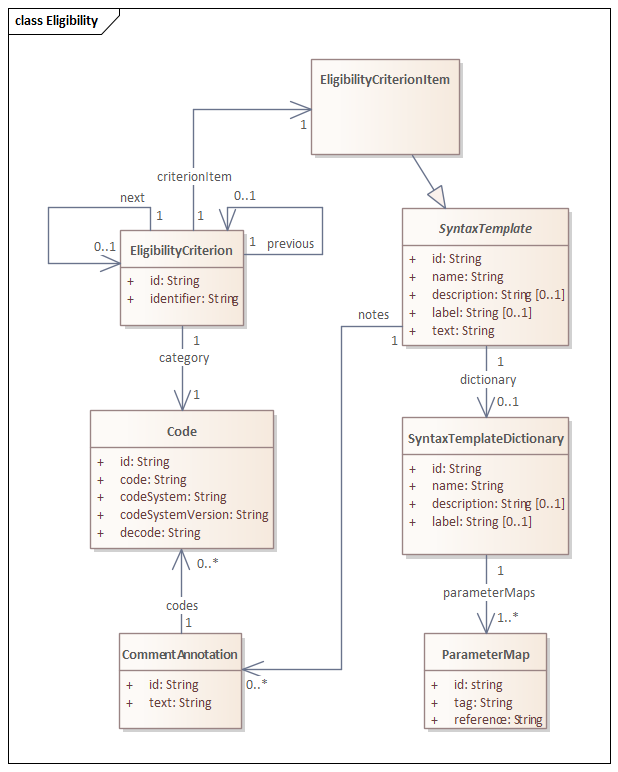 class Eligibility
EligibilityCriterionItem
1
criterionItem
next
1
1
0..1
0..1
1
previous
EligibilityCriterion
+ id: String
+ identifier: String
SyntaxTemplate
+ id: String
+ name: String
+ description: String [0..1]
+ label: String [0..1]
+ text: String
notes
1
1
category
1
1
dictionary
0..1
Code
+ id: String
+ code: String
+ codeSystem: String
+ codeSystemVersion: String
+ decode: String
SyntaxTemplateDictionary
+ id: String
+ name: String
+ description: String [0..1]
+ label: String [0..1]
0..*
codes
1
1
parameterMaps
1..*
CommentAnnotation
+ id: String
+ text: String
0..*
ParameterMap
+ id: string
+ tag: String
+ reference: String